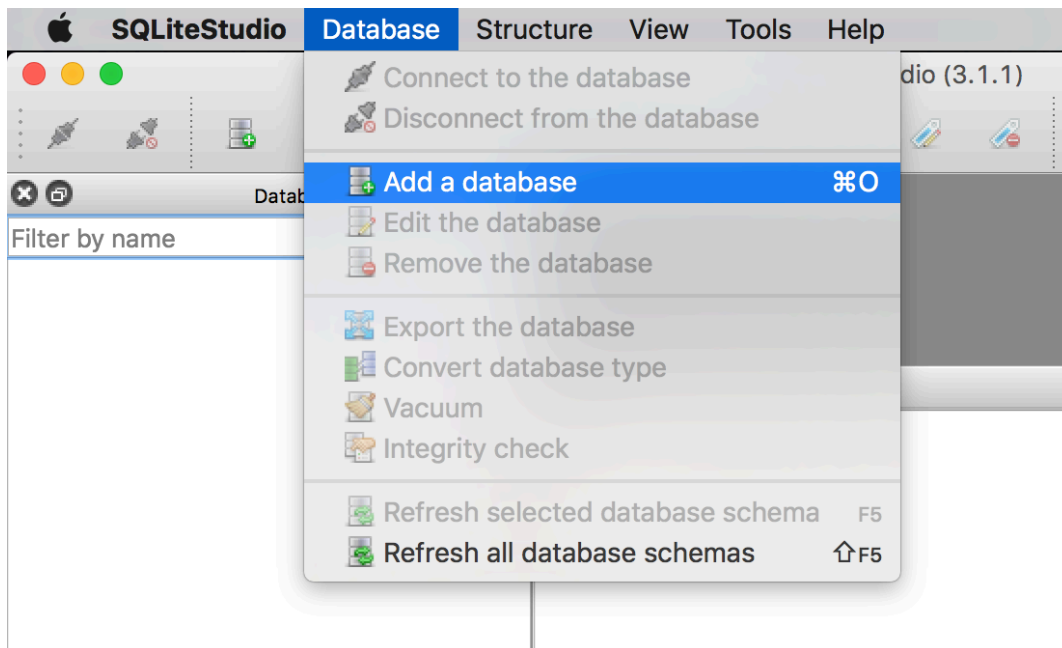 SQLiteStudio Database Structure View Tools Help
dio (3.1.1)
Connect to the database
Disconnect from the database
Datab
Filter by name
Add a database ⌘O
Edit the database
Remove the database
Export the database
Convert database type
Vacuum
Integrity check
Refresh selected database schema F5
Refresh all database schemas ⇧F5